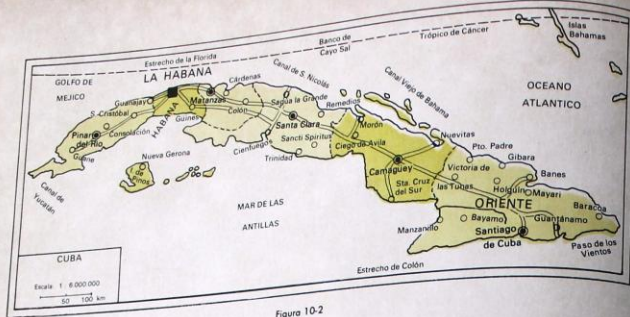 Estrecho de la Florida
Banco de
Cayo Sal
Trópico de Cáncer
Islas
Bahamas
GOLFO DE
MEJICO
LA HABANA
Cárdenas
Canal de S. Nicolás
Canal Viejo de Bahama
OCEANO
ATLANTICO
Guanajay
Matanzas
S. Cristóbal
HABANA
Güines
Colón
Sagua la Grande
Remedios
Pinar
del Río
Consolación
Santa Clara
Morón
Nuevitas
Guane
Nueva Gerona
I. de
Pinos
Cienfuegos
Sancti Spíritus
Trinidad
Ciego de Avila
Camagüey
Pto. Padre
Gibara
Victoria de
las Tunas
Banes
Canal de
Yucatán
Sta. Cruz
del Sur
Holguín
Mayarí
ORIENTE
Baracoa
MAR DE LAS
ANTILLAS
Manzanillo
Bayamo
Guantánamo
Santiago
de Cuba
Paso de los
Vientos
Estrecho de Colón
CUBA
Escala 1 : 6 000 000
50 100 km
Figura 10-2